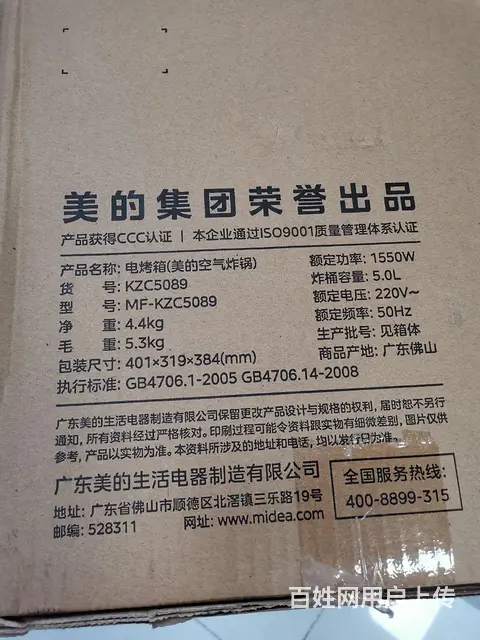 美的集团荣誉出品
产品获得CCC认证 | 本企业通过ISO9001质量管理体系认证
产品名称: 电烤箱(美的空气炸锅)
货 号: KZC5089
型 号: MF-KZC5089
净 重: 4.4kg
毛 重: 5.3kg
包装尺寸: 401×319×384(mm)
执行标准: GB4706.1-2005 GB4706.14-2008
额定功率: 1550W
炸桶容量: 5.0L
额定电压: 220V~
额定频率: 50Hz
生产批号: 见箱体
商品产地: 广东佛山
广东美的生活电器制造有限公司保留更改产品设计与规格的权利, 届时恕不另行
通知, 所有资料经过严格核对。印刷过程可能令资料跟实物有细微差别, 图片仅供
参考, 产品以实物为准。本资料所涉及的地址和电话, 均以发行日为准。
广东美的生活电器制造有限公司
地址: 广东省佛山市顺德区北滘镇三乐路19号
邮编: 528311 网址: www.midea.com
全国服务热线:
400-8899-315
百姓网用户上传